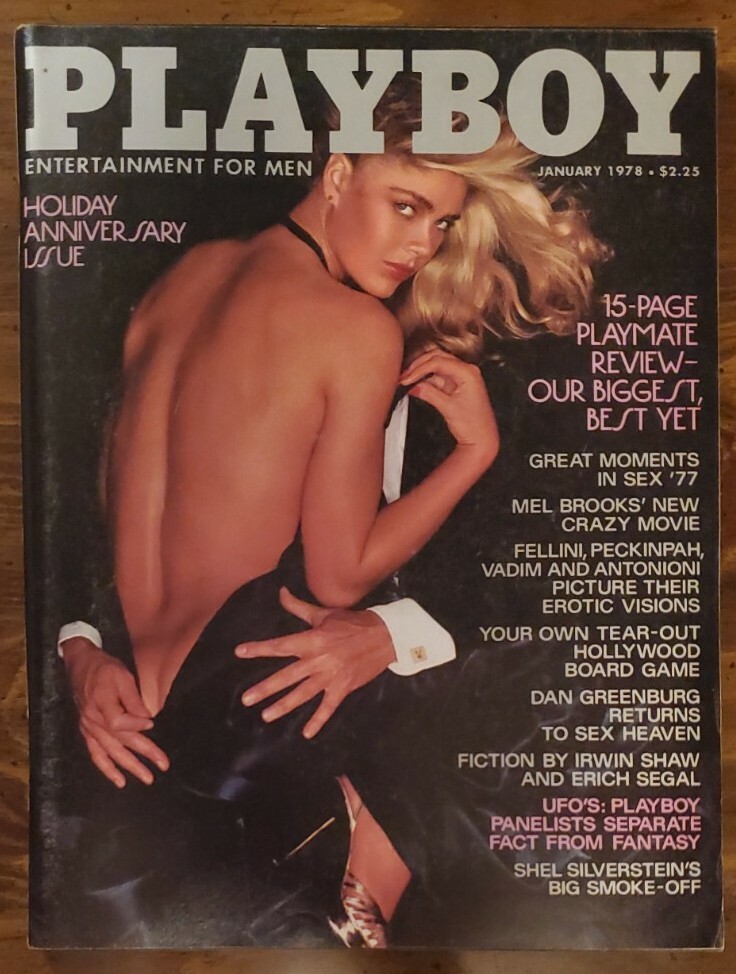 PLAYBOY
ENTERTAINMENT FOR MEN
JANUARY 1978 • $2.25
HOLIDAY
ANNIVERSARY
ISSUE
15-PAGE
PLAYMATE
REVIEW–
OUR BIGGEST,
BEST YET
GREAT MOMENTS
IN SEX '77
MEL BROOKS' NEW
CRAZY MOVIE
FELLINI, PECKINPAH,
VADIM AND ANTONIONI
PICTURE THEIR
EROTIC VISIONS
YOUR OWN TEAR-OUT
HOLLYWOOD
BOARD GAME
DAN GREENBURG
RETURNS
TO SEX HEAVEN
FICTION BY IRWIN SHAW
AND ERICH SEGAL
UFO'S: PLAYBOY
PANELISTS SEPARATE
FACT FROM FANTASY
SHEL SILVERSTEIN'S
BIG SMOKE-OFF